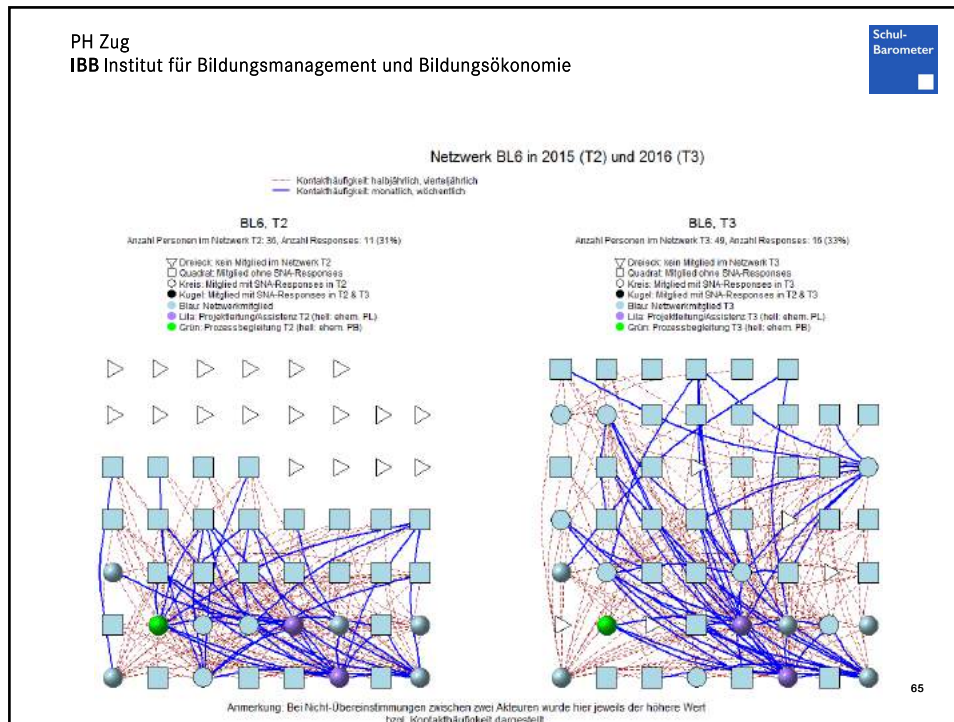 PH Zug
IBB Institut für Bildungsmanagement und Bildungsökonomie
Schul-
Barometer
Netzwerk BL6 in 2015 (T2) und 2016 (T3)
Kontakthäufigkeit: halbjährlich, vierteljährlich
Kontakthäufigkeit: monatlich, wöchentlich
BL6, T2
Anzahl Personen im Netzwerk T2: 36, Anzahl Responses: 11 (31%)
Dreieck: kein Mitglied im Netzwerk T2
Quadrat: Mitglied ohne SNA-Responses
Kreis: Mitglied mit SNA-Responses in T2
Kugel: Mitglied mit SNA-Responses in T2 & T3
Blau: Netzwerkmitglied
Lila: Projektleitung/Assistenz T2 (hell: ehem. PL)
Grün: Prozessbegleitung T2 (hell: ehem. PB)
BL6, T3
Anzahl Personen im Netzwerk T3: 49, Anzahl Responses: 16 (33%)
Dreieck: kein Mitglied im Netzwerk T3
Quadrat: Mitglied ohne SNA-Responses
Kreis: Mitglied mit SNA-Responses in T3
Kugel: Mitglied mit SNA-Responses in T2 & T3
Blau: Netzwerkmitglied T3
Lila: Projektleitung/Assistenz T3 (hell: ehem. PL)
Grün: Prozessbegleitung T3 (hell: ehem. PB)
65
Anmerkung: Bei Nicht-Übereinstimmungen zwischen zwei Akteuren wurde hier jeweils der höhere Wert
bzgl. Kontakthäufigkeit dargestellt